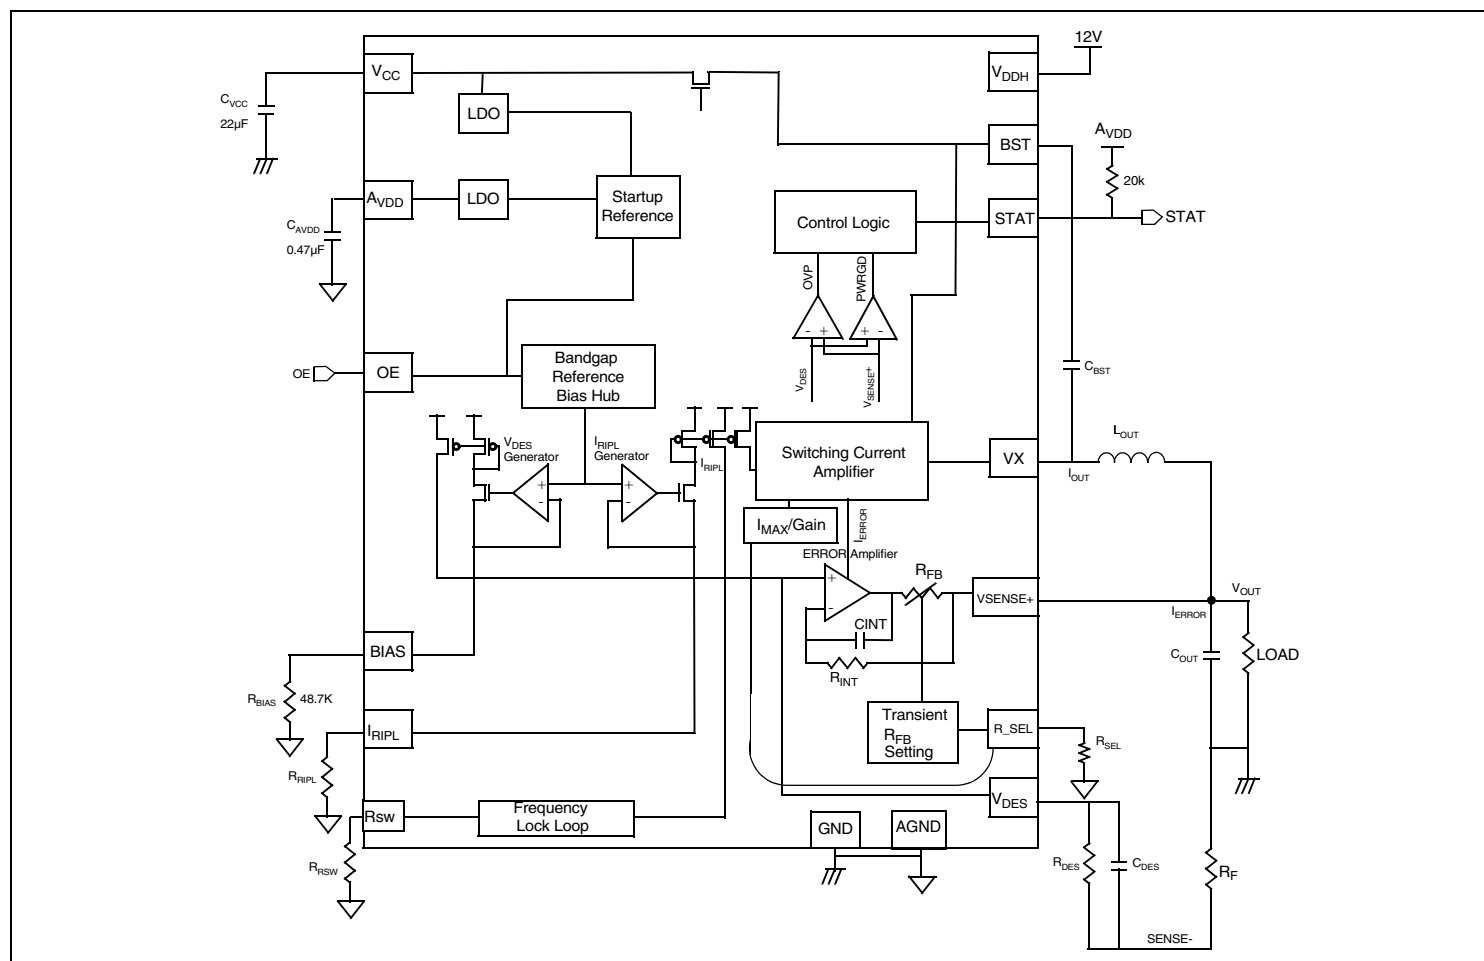 12V
VCC
VDDH
CVCC
22µF
LDO
BST
AVDD
20k
AVDD
LDO
Startup
Reference
Control Logic
STAT
STAT
CAVDD
0.47µF
OVP
PWRGD
- +
+ -
OE
OE
Bandgap
Reference
Bias Hub
VDES
VSENSE+
CBST
VDES
Generator
IRIPL
Generator
IRIPL
Switching Current
Amplifier
VX
LOUT
IOUT
+
-
+
-
IMAX/Gain
IERROR
ERROR Amplifier
+
-
RFB
VSENSE+
VOUT
IERROR
CINT
RINT
COUT
LOAD
BIAS
RBIAS
48.7K
IRIPL
Transient
RFB
Setting
R_SEL
RSEL
RRIPL
VDES
Rsw
Frequency
Lock Loop
GND
AGND
RRSW
RDES
CDES
RF
SENSE-